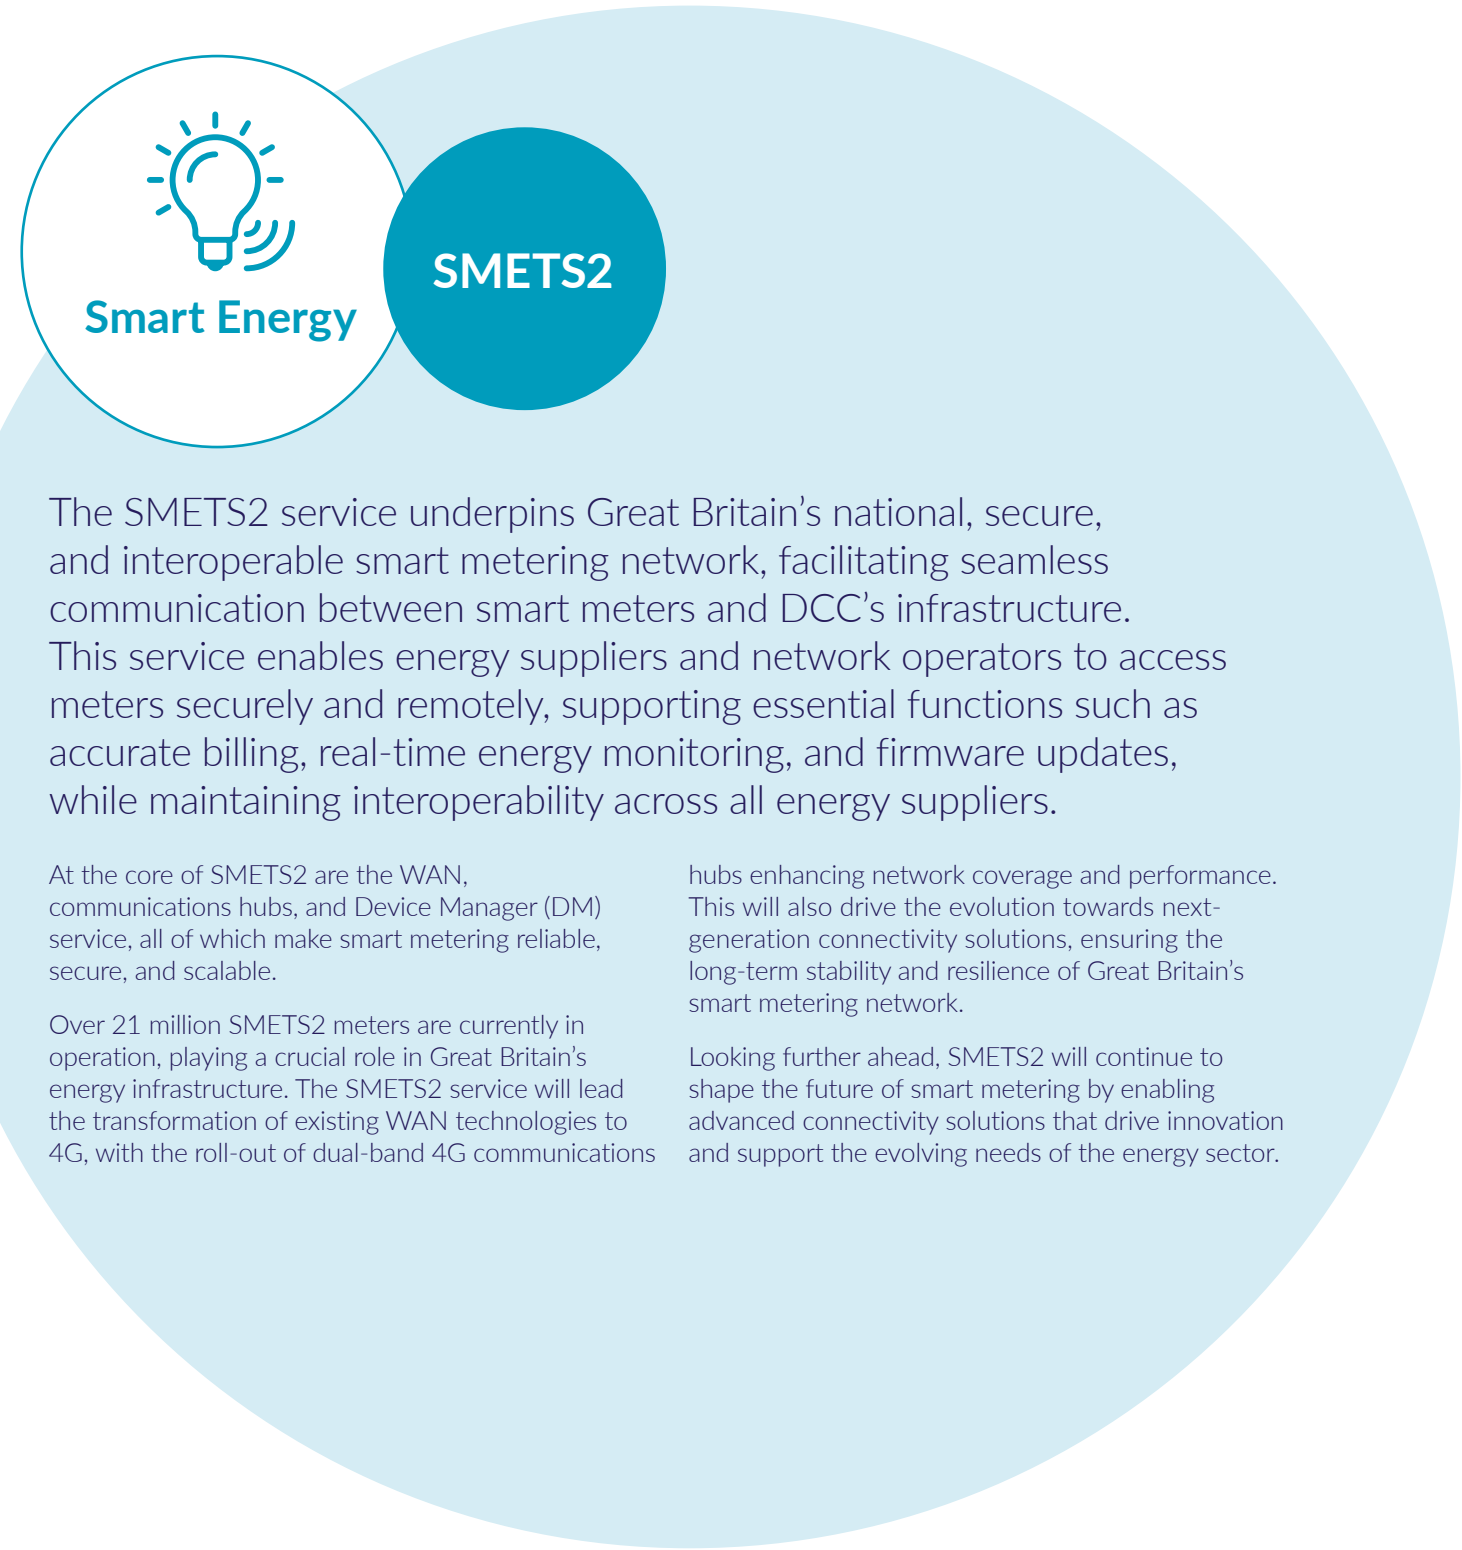 Smart Energy
SMETS2
The SMETS2 service underpins Great Britain’s national, secure,
and interoperable smart metering network, facilitating seamless
communication between smart meters and DCC’s infrastructure.
This service enables energy suppliers and network operators to access
meters securely and remotely, supporting essential functions such as
accurate billing, real-time energy monitoring, and firmware updates,
while maintaining interoperability across all energy suppliers.
At the core of SMETS2 are the WAN,
communications hubs, and Device Manager (DM)
service, all of which make smart metering reliable,
secure, and scalable.
Over 21 million SMETS2 meters are currently in
operation, playing a crucial role in Great Britain’s
energy infrastructure. The SMETS2 service will lead
the transformation of existing WAN technologies to
4G, with the roll-out of dual-band 4G communications
hubs enhancing network coverage and performance.
This will also drive the evolution towards next-
generation connectivity solutions, ensuring the
long-term stability and resilience of Great Britain’s
smart metering network.
Looking further ahead, SMETS2 will continue to
shape the future of smart metering by enabling
advanced connectivity solutions that drive innovation
and support the evolving needs of the energy sector.